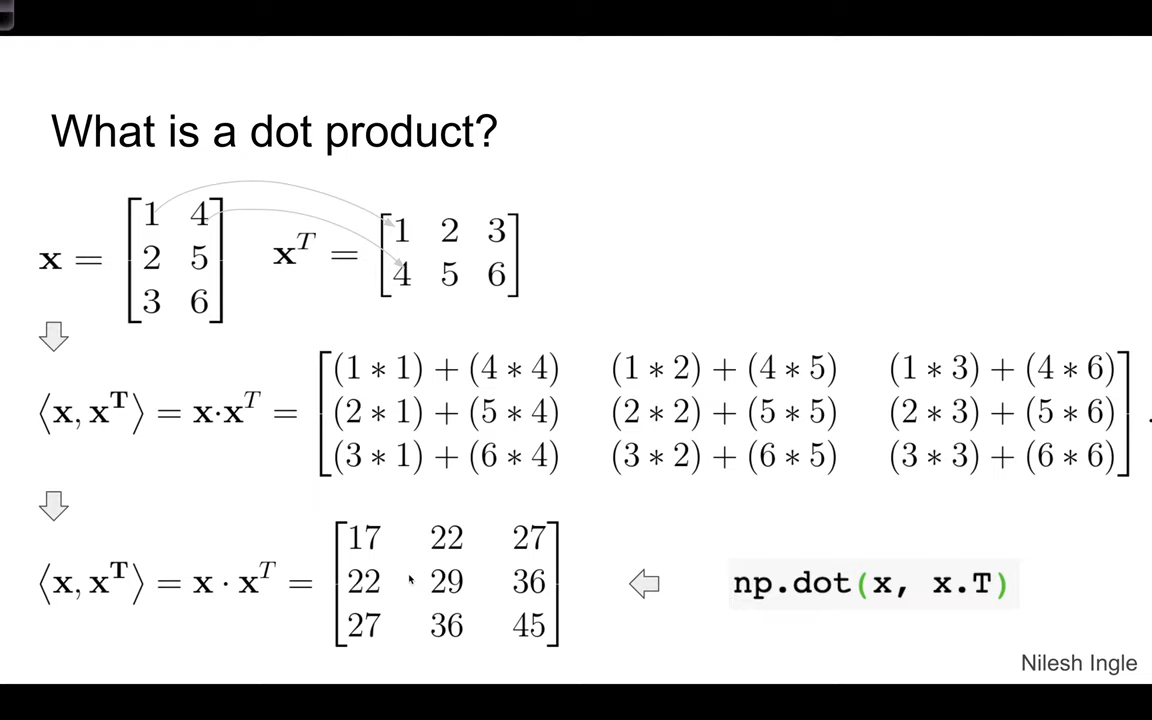 What is a dot product?
x = [1 4 2 5 3 6] x^T = [1 2 3 4 5 6]
⟨x, x^T⟩ = x·x^T = [(1 * 1) + (4 * 4) (1 * 2) + (4 * 5) (1 * 3) + (4 * 6)
(2 * 1) + (5 * 4) (2 * 2) + (5 * 5) (2 * 3) + (5 * 6)
(3 * 1) + (6 * 4) (3 * 2) + (6 * 5) (3 * 3) + (6 * 6)] .
⟨x, x^T⟩ = x · x^T = [17 22 27
22 29 36
27 36 45]
np.dot(x, x.T)
Nilesh Ingle